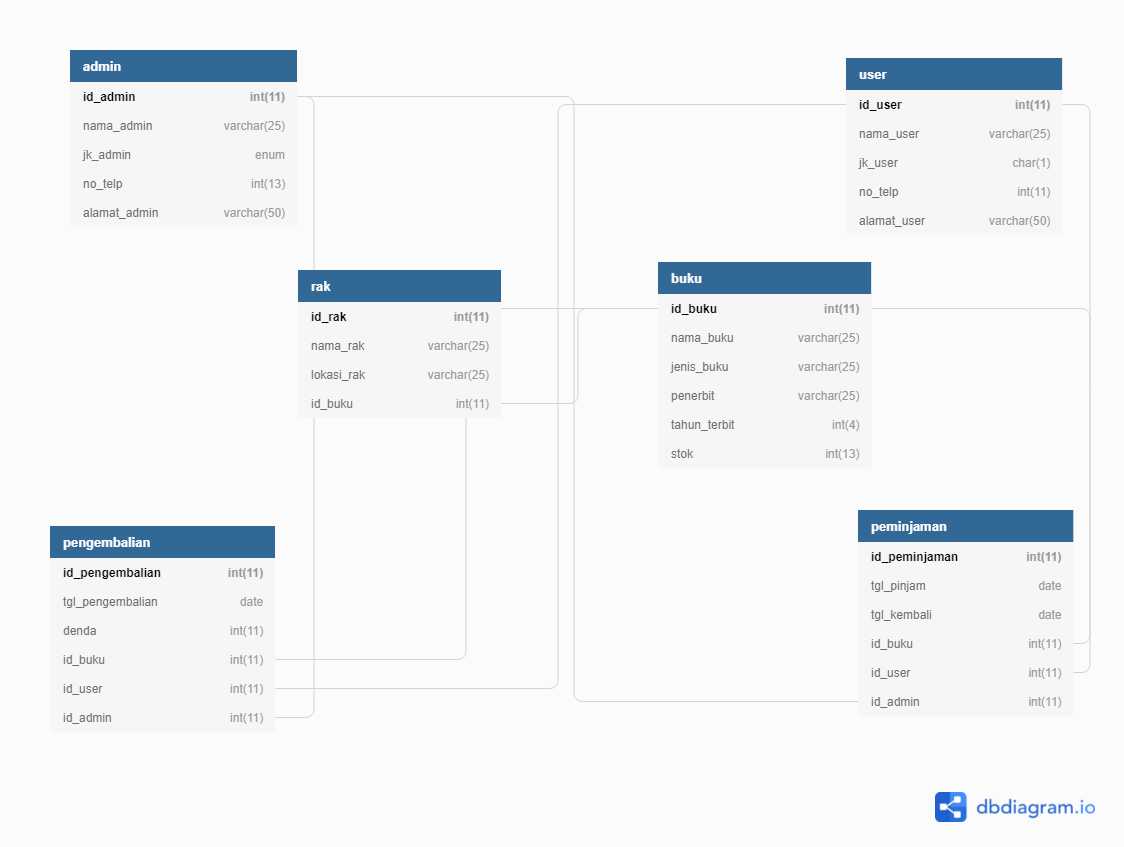 admin
id_admin int(11)
nama_admin varchar(25)
jk_admin enum
no_telp int(13)
alamat_admin varchar(50)
user
id_user int(11)
nama_user varchar(25)
jk_user char(1)
no_telp int(11)
alamat_user varchar(50)
rak
id_rak int(11)
nama_rak varchar(25)
lokasi_rak varchar(25)
id_buku int(11)
buku
id_buku int(11)
nama_buku varchar(25)
jenis_buku varchar(25)
penerbit varchar(25)
tahun_terbit int(4)
stok int(13)
pengembalian
id_pengembalian int(11)
tgl_pengembalian date
denda int(11)
id_buku int(11)
id_user int(11)
id_admin int(11)
peminjaman
id_peminjaman int(11)
tgl_pinjam date
tgl_kembali date
id_buku int(11)
id_user int(11)
id_admin int(11)
dbdiagram.io